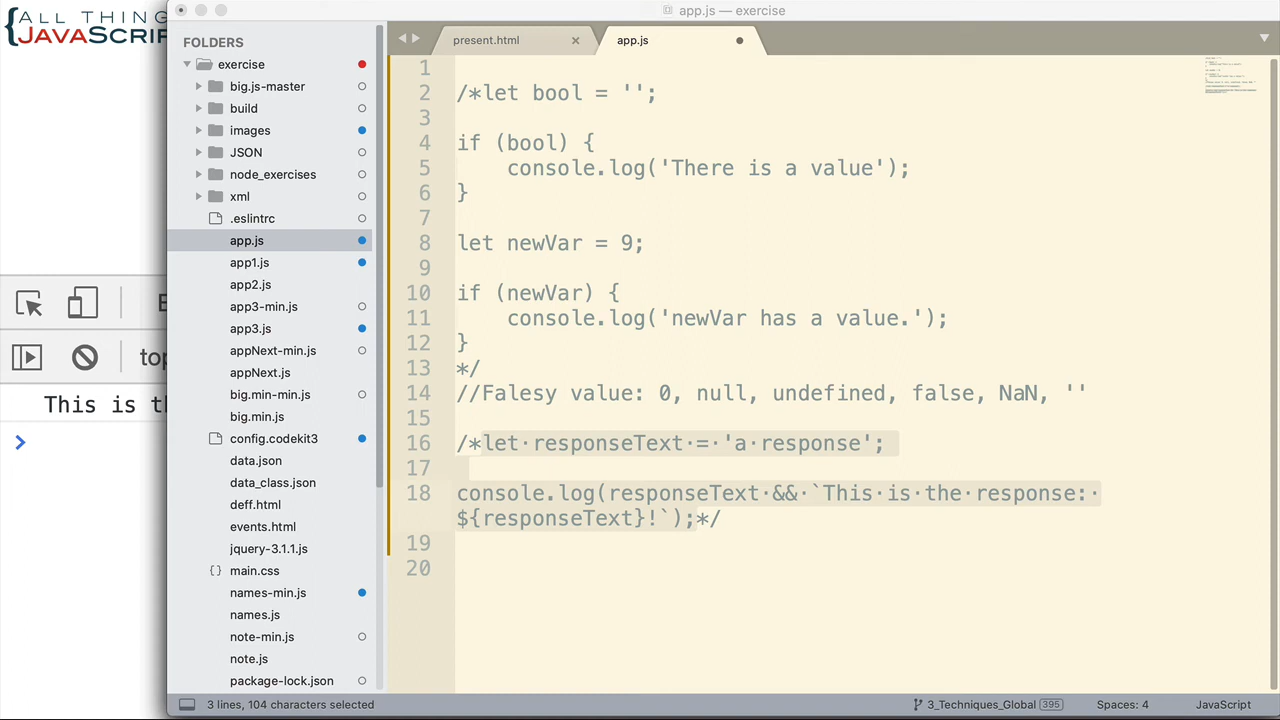 {ALL THING
JAVASCRIP
app.js — exercise
FOLDERS
exercise
big.js-master
build
images
JSON
node_exercises
xml
.eslintrc
app.js
app1.js
app2.js
app3-min.js
app3.js
appNext-min.js
appNext.js
big.min-min.js
big.min.js
config.codekit3
data.json
data_class.json
deff.html
events.html
jquery-3.1.1.js
{} main.css
names-min.js
names.js
note-min.js
note.js
package-lock.json
present.html ×
app.js
1
2 /*let bool = '';
3
4 if (bool) {
5 console.log('There is a value');
6 }
7
8 let newVar = 9;
9
10 if (newVar) {
11 console.log('newVar has a value.');
12 }
13 */
14 //Falesy value: 0, null, undefined, false, NaN, ''
15
16 /*let responseText = 'a response';
17
18 console.log(responseText && `This is the response:
${responseText}!`);*/
19
20
top
This is th
3 lines, 104 characters selected
3_Techniques_Global 395
Spaces: 4
JavaScript